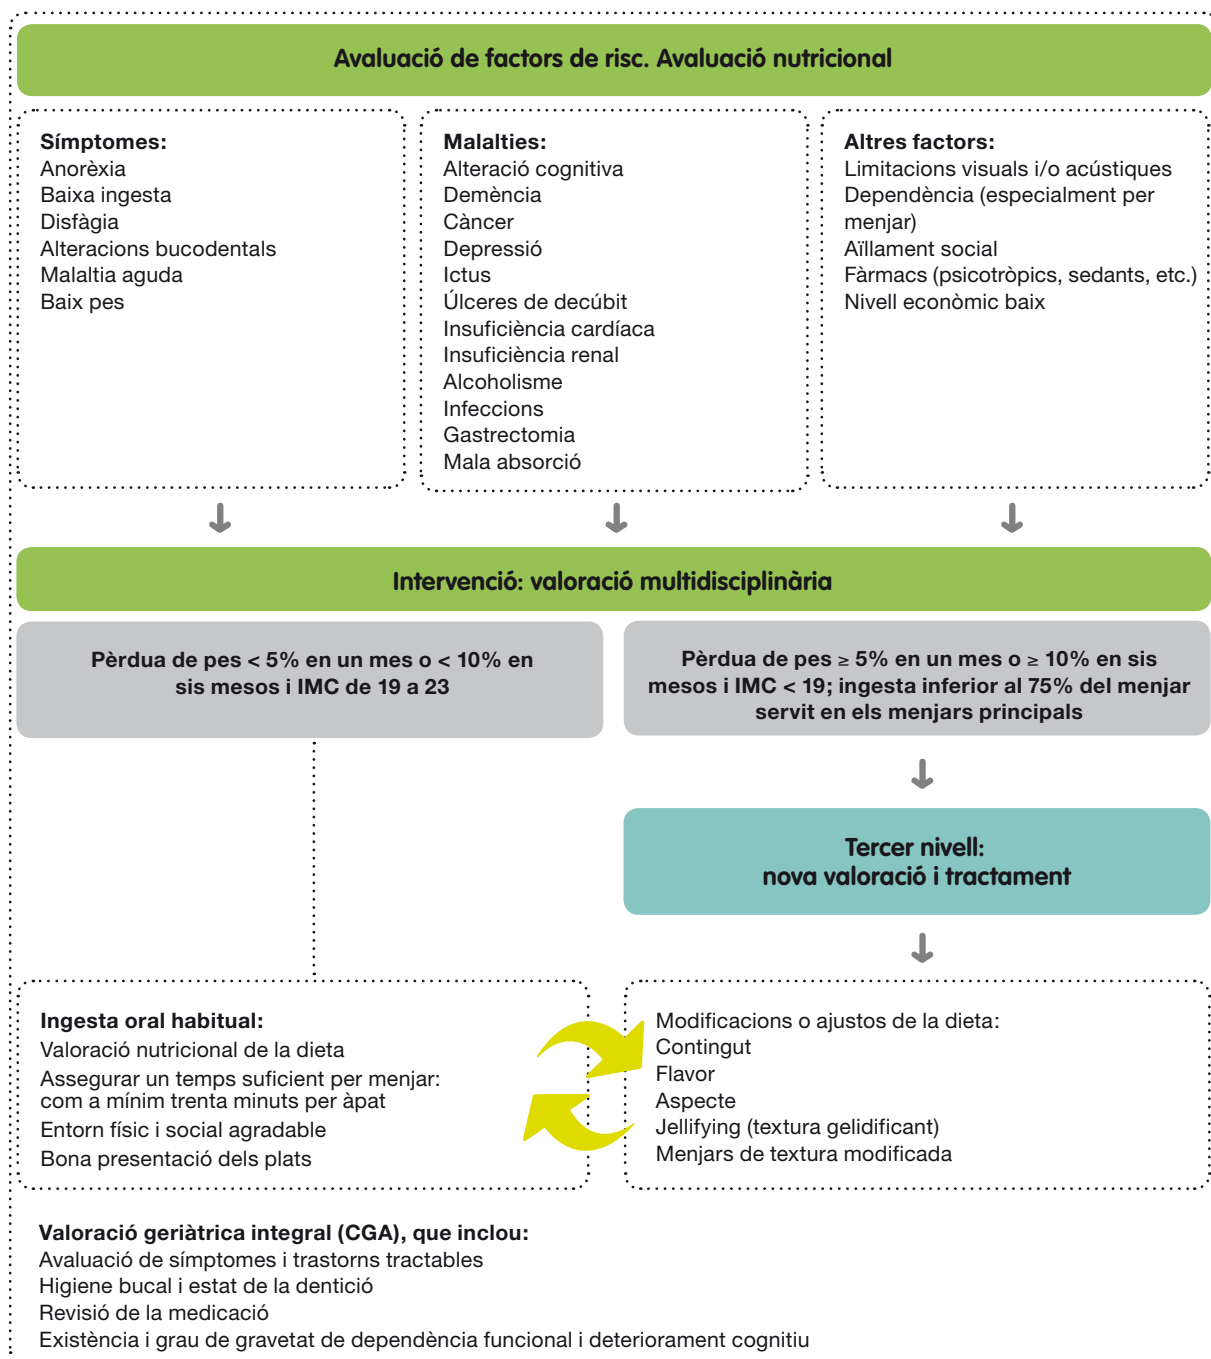 Avaluació de factors de risc. Avaluació nutricional
Símptomes:
Anorèxia
Baixa ingesta
Disfàgia
Alteracions bucodentals
Malaltia aguda
Baix pes
Malalties:
Alteració cognitiva
Demència
Càncer
Depressió
Ictus
Úlceres de decúbit
Insuficiència cardíaca
Insuficiència renal
Alcoholisme
Infeccions
Gastrectomia
Mala absorció
Altres factors:
Limitacions visuals i/o acústiques
Dependència (especialment per
menjar)
Aïllament social
Fàrmacs (psicotròpics, sedants, etc.)
Nivell econòmic baix
Intervenció: valoració multidisciplinària
Pèrdua de pes < 5% en un mes o < 10% en
sis mesos i IMC de 19 a 23
Pèrdua de pes ≥ 5% en un mes o ≥ 10% en sis
mesos i IMC < 19; ingesta inferior al 75% del menjar
servit en els menjars principals
Tercer nivell:
nova valoració i tractament
Ingesta oral habitual:
Valoració nutricional de la dieta
Assegurar un temps suficient per menjar:
com a mínim trenta minuts per àpat
Entorn físic i social agradable
Bona presentació dels plats
Modificacions o ajustos de la dieta:
Contingut
Flavor
Aspecte
Jellifying (textura gelidificant)
Menjars de textura modificada
Valoració geriàtrica integral (CGA), que inclou:
Avaluació de símptomes i trastorns tractables
Higiene bucal i estat de la dentició
Revisió de la medicació
Existència i grau de gravetat de dependència funcional i deteriorament cognitiu